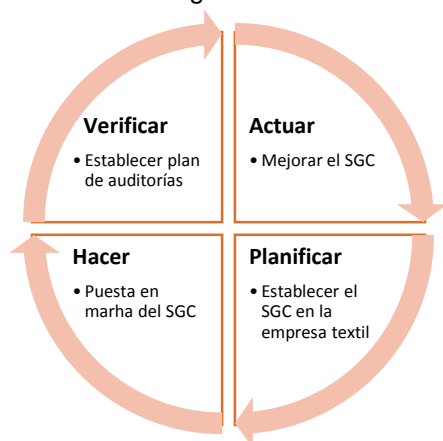 Verificar
• Establecer plan
de auditorías
Actuar
• Mejorar el SGC
Hacer
• Puesta en
marha del SGC
Planificar
• Establecer el
SGC en la
empresa textil